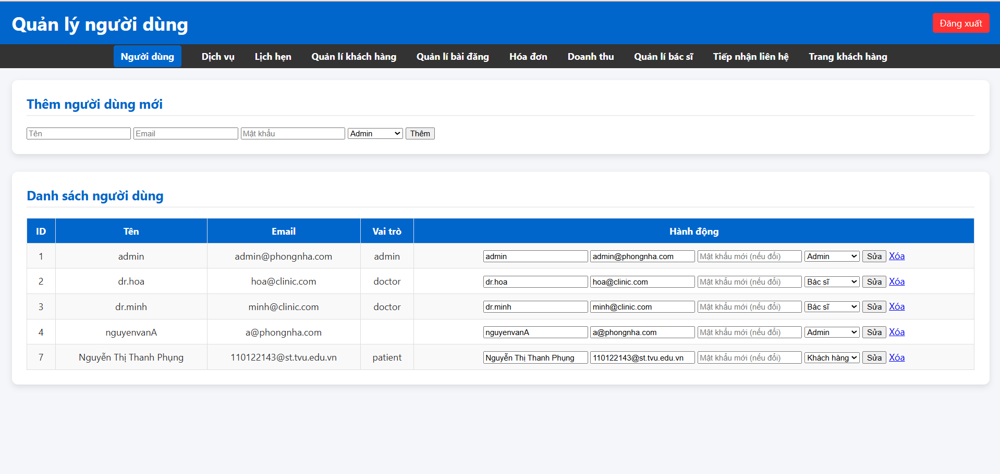 Quản lý người dùng
Đăng xuất
Người dùng Dịch vụ Lịch hẹn Quản lí khách hàng Quản lí bài đăng Hóa đơn Doanh thu Quản lí bác sĩ Tiếp nhận liên hệ Trang khách hàng
Thêm người dùng mới
Tên Email Mật khẩu Admin Thêm
Danh sách người dùng
ID Tên Email Vai trò Hành động
1 admin admin@phongnha.com admin admin admin@phongnha.com Mật khẩu mới (nếu đổi) Admin Sửa Xóa
2 dr.hoa hoa@clinic.com doctor dr.hoa hoa@clinic.com Mật khẩu mới (nếu đổi) Bác sĩ Sửa Xóa
3 dr.minh minh@clinic.com doctor dr.minh minh@clinic.com Mật khẩu mới (nếu đổi) Bác sĩ Sửa Xóa
4 nguyenvanA a@phongnha.com nguyenvanA a@phongnha.com Mật khẩu mới (nếu đổi) Admin Sửa Xóa
7 Nguyễn Thị Thanh Phụng 110122143@st.tvu.edu.vn patient Nguyễn Thị Thanh Phụng 110122143@st.tvu.edu.vn Mật khẩu mới (nếu đổi) Khách hàng Sửa Xóa